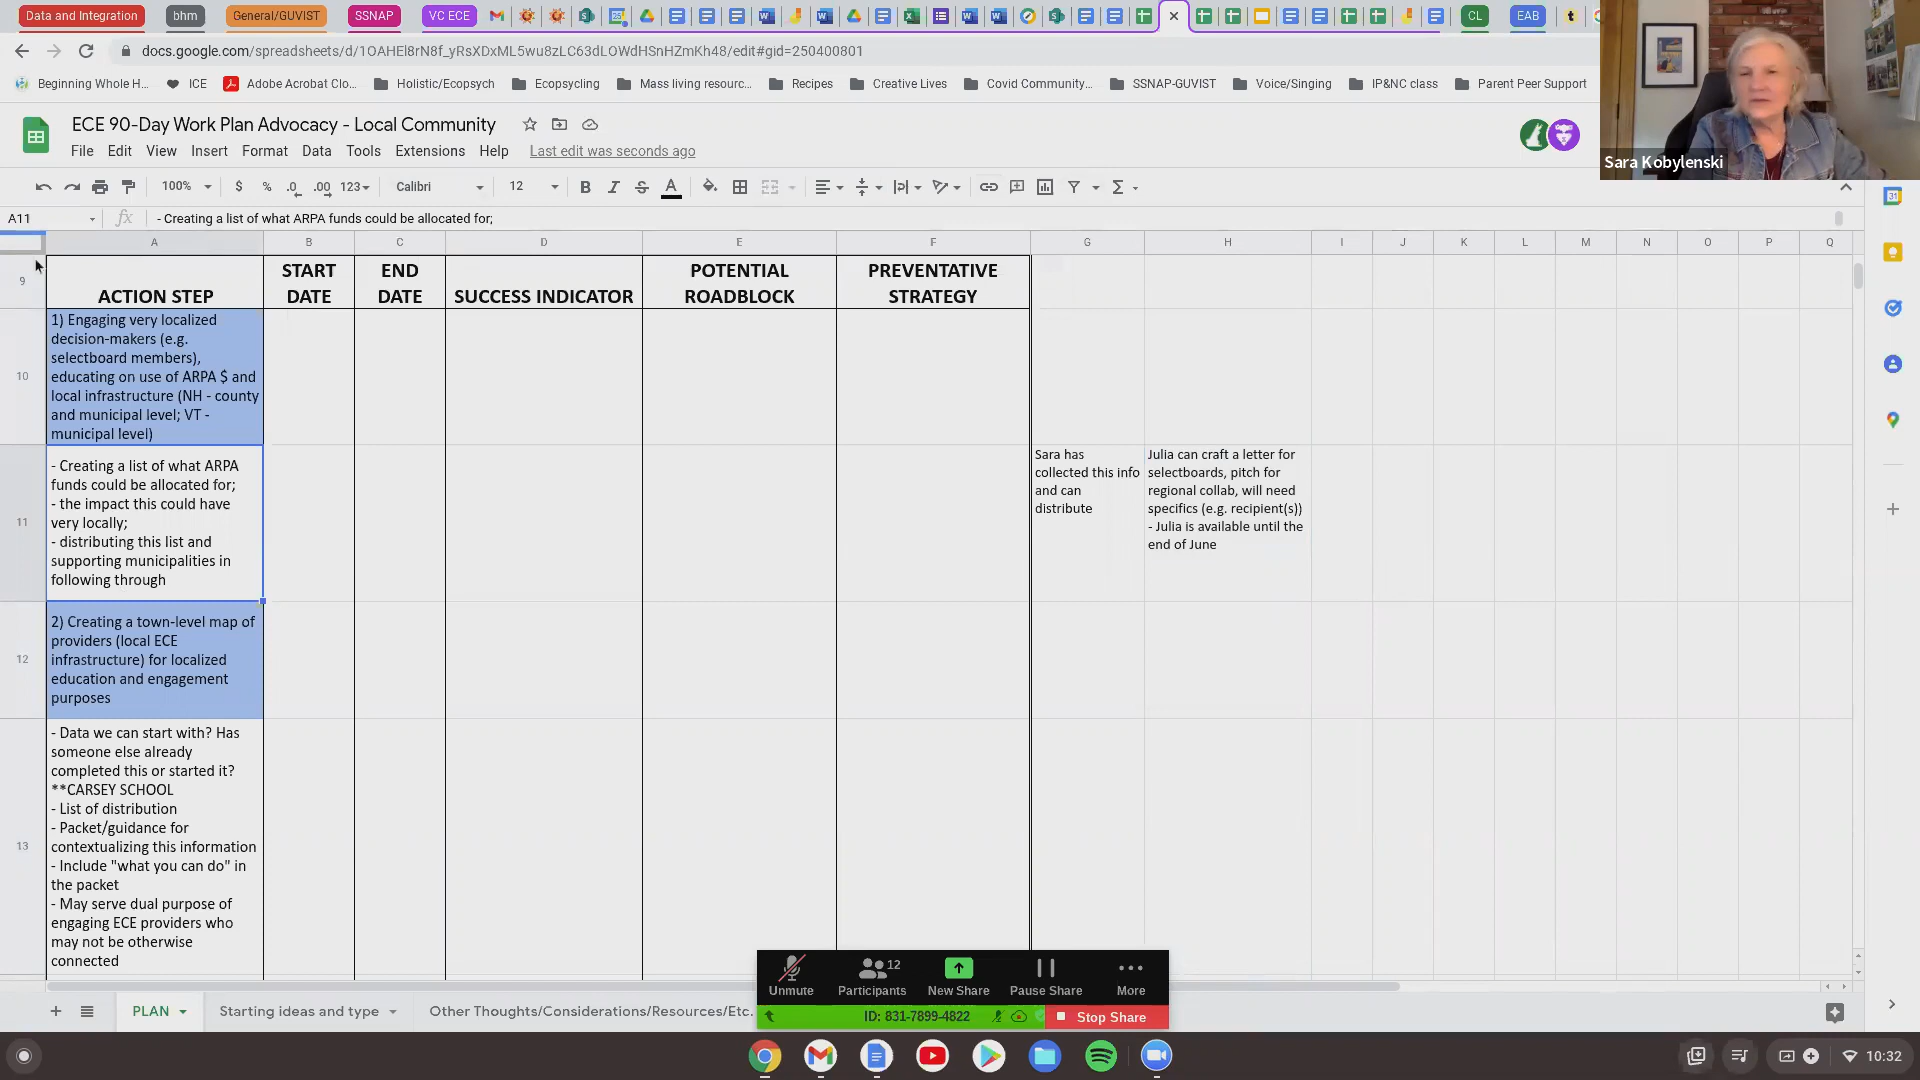 Data and Integration
bhm
General/GUVIST
SSNAP
VC ECE
CL
EAB
docs.google.com/spreadsheets/d/1OAHEl8rN8f_yRsXDxML5wu8zLC63dLOWdHSnHZmKh48/edit#gid=250400801
Beginning Whole H...
ICE
Adobe Acrobat Clo...
Holistic/Ecopsych
Ecopsycling
Mass living resourc...
Recipes
Creative Lives
Covid Community...
SSNAP-GUVIST
Voice/Singing
IP&NC class
Parent Peer Support
ECE 90-Day Work Plan Advocacy - Local Community
File Edit View Insert Format Data Tools Extensions Help Last edit was seconds ago
Sara Kobylenski
100% $ % .0 .00 123 Calibri 12 B I S A
A11 fx - Creating a list of what ARPA funds could be allocated for;
A B C D E F G H I J K L M N O P Q
9
ACTION STEP
START
DATE
END
DATE
SUCCESS INDICATOR
POTENTIAL
ROADBLOCK
PREVENTATIVE
STRATEGY
10
1) Engaging very localized
decision-makers (e.g.
selectboard members),
educating on use of ARPA $ and
local infrastructure (NH - county
and municipal level; VT -
municipal level)
11
- Creating a list of what ARPA
funds could be allocated for;
- the impact this could have
very locally;
- distributing this list and
supporting municipalities in
following through
Sara has
collected this info
and can
distribute
Julia can craft a letter for
selectboards, pitch for
regional collab, will need
specifics (e.g. recipient(s))
- Julia is available until the
end of June
12
2) Creating a town-level map of
providers (local ECE
infrastructure) for localized
education and engagement
purposes
13
- Data we can start with? Has
someone else already
completed this or started it?
**CARSEY SCHOOL
- List of distribution
- Packet/guidance for
contextualizing this information
- Include "what you can do" in
the packet
- May serve dual purpose of
engaging ECE providers who
may not be otherwise
connected
Unmute
Participants 12
New Share
Pause Share
More
ID: 831-7899-4822
Stop Share
PLAN
Starting ideas and type
Other Thoughts/Considerations/Resources/Etc.
10:32